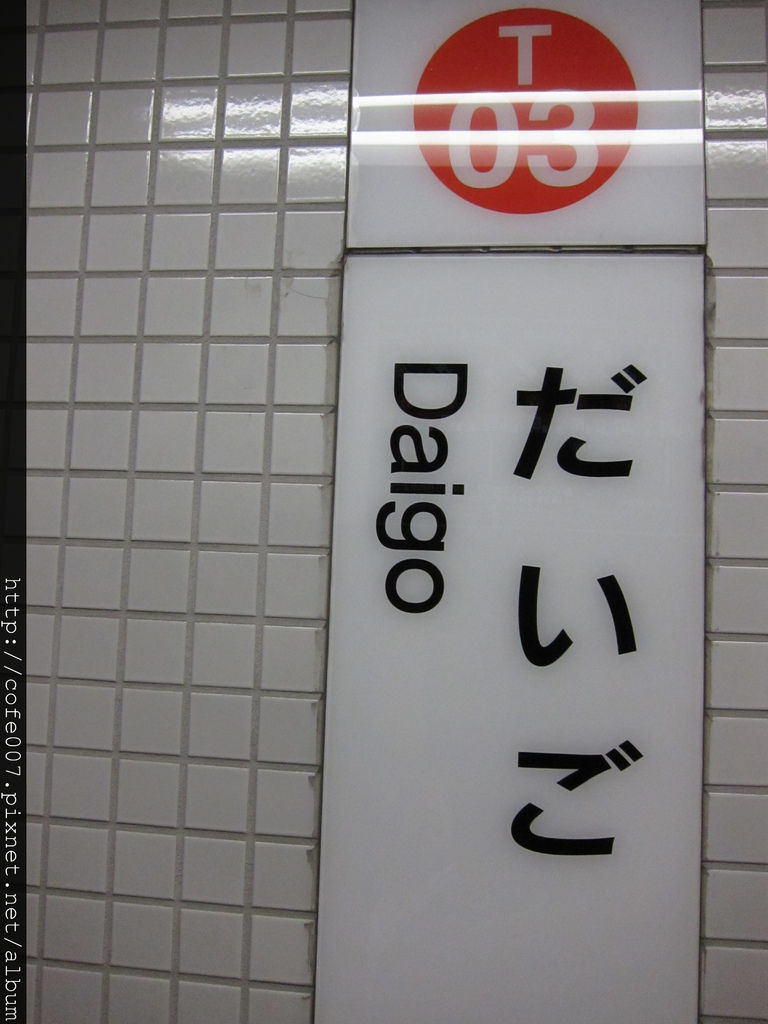 T
03
だいご
Daigo
http://cofe007.pixnet.net/album